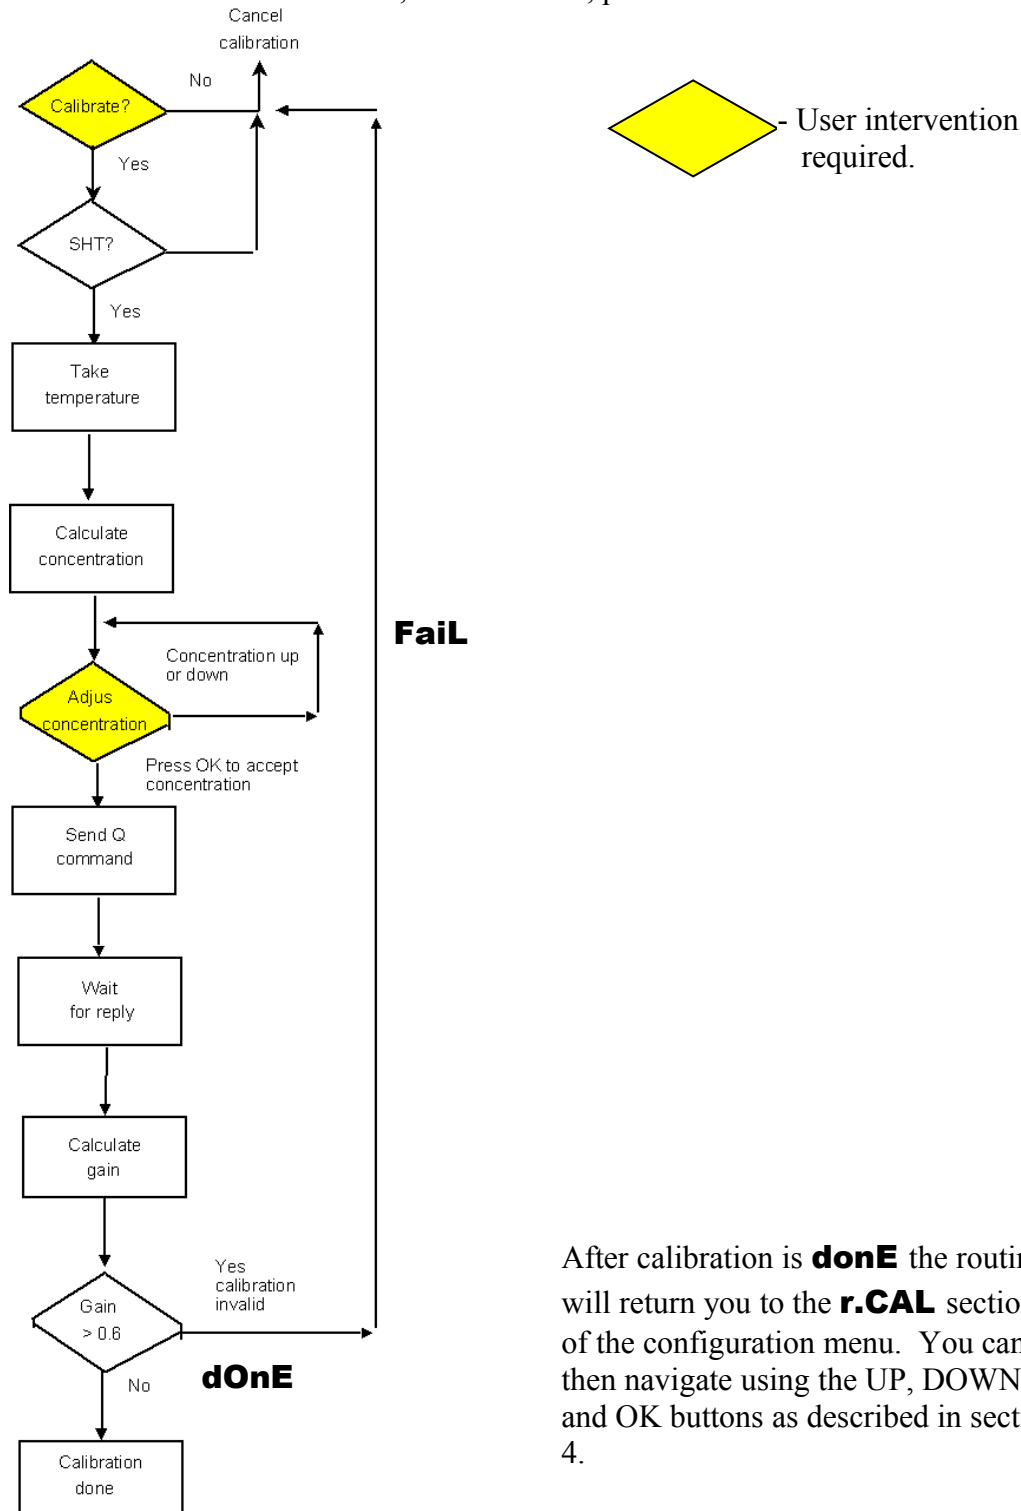 Cancel
calibration
No
Calibrate?
Yes
- User intervention
required.
SHT?
Yes
Take
temperature
Calculate
concentration
FaiL
Concentration up
or down
Adjus
concentration
Press OK to accept
concentration
Send Q
command
Wait
for reply
Calculate
gain
Yes
calibration
invalid
Gain
> 0.6
No
dOnE
Calibration
done
After calibration is donE the routin
will return you to the r.CAL sectio
of the configuration menu. You can
then navigate using the UP, DOWN
and OK buttons as described in sect
4.